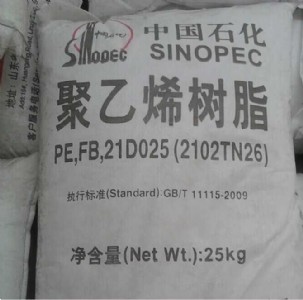 中国石化
SINOPEC
SINOPEC
聚乙烯树脂
PE,FB,21D025(2102TN26)
执行标准(Standard):GB/T 11115-2009
净含量(Net Wt.):25kg